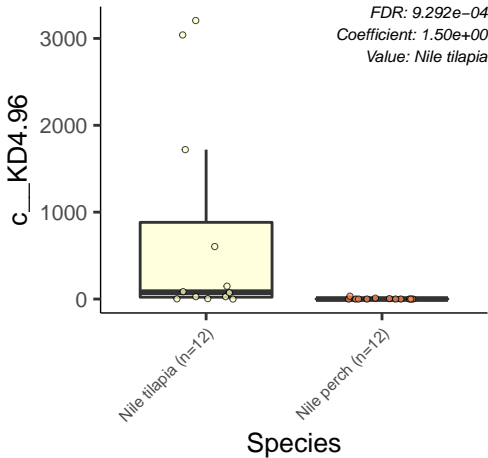 FDR: 9.292e−04
Coefficient: 1.50e+00
Value: Nile tilapia
c__KD4.96
3000
2000
1000
0
Nile tilapia (n=12)
Nile perch (n=12)
Species